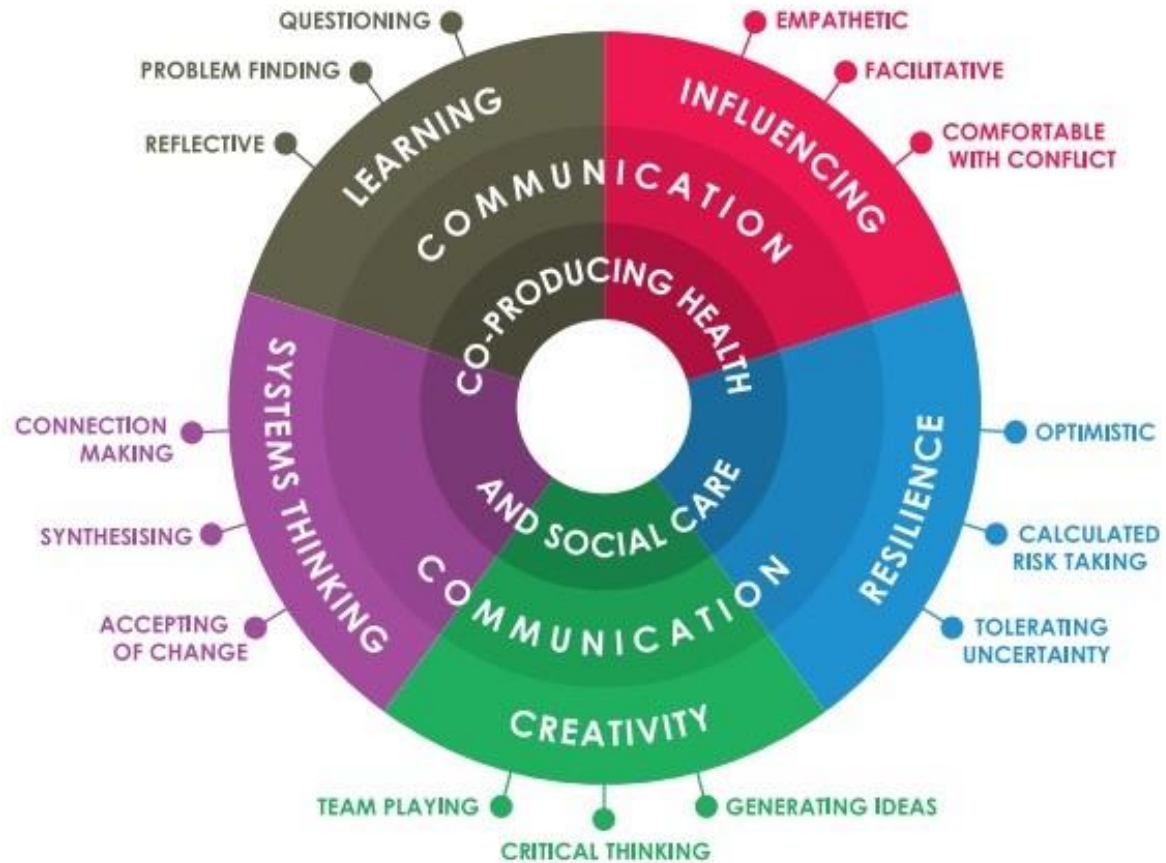 QUESTIONING
PROBLEM FINDING
REFLECTIVE
EMPATHETIC
FACILITATIVE
COMFORTABLE
WITH CONFLICT
LEARNING
INFLUENCING
COMMUNICATION
CO-PRODUCING HEALTH
AND SOCIAL CARE
COMMUNICATION
SYSTEMS THINKING
CREATIVITY
RESILIENCE
CONNECTION
MAKING
SYNTHESISING
ACCEPTING
OF CHANGE
OPTIMISTIC
CALCULATED
RISK TAKING
TOLERATING
UNCERTAINTY
TEAM PLAYING
CRITICAL THINKING
GENERATING IDEAS